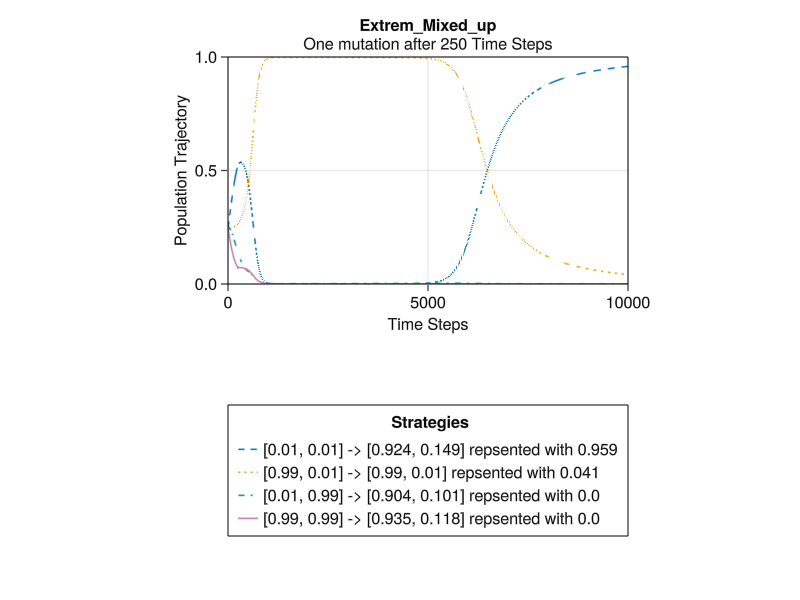 Extrem_Mixed_up
One mutation after 250 Time Steps
1.0
0.5
0.0
Population Trajectory
0 5000 10000
Time Steps
Strategies
[0.01, 0.01] -> [0.924, 0.149] repsented with 0.959
[0.99, 0.01] -> [0.99, 0.01] repsented with 0.041
[0.01, 0.99] -> [0.904, 0.101] repsented with 0.0
[0.99, 0.99] -> [0.935, 0.118] repsented with 0.0